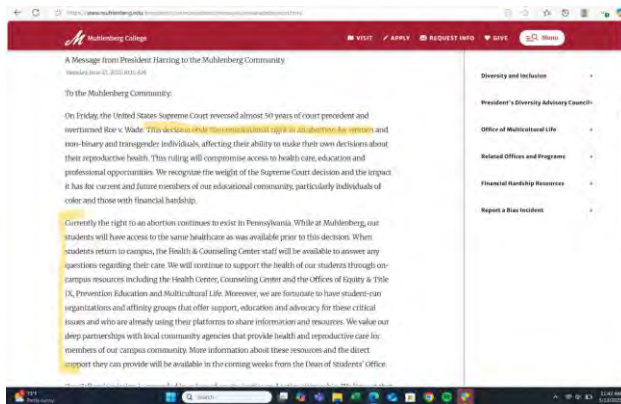 https://www.muhlenberg.edu
Muhlenberg College
VISIT APPLY REQUEST INFO GIVE Menu
A Message from President Harring to the Muhlenberg Community
To the Muhlenberg Community:
On Friday, the United States Supreme Court reversed almost 50 years of court precedent and
overturned Roe v. Wade. This decision ends the constitutional right to an abortion for women and
non-binary and transgender individuals, affecting their ability to make their own decisions about
their reproductive health. This ruling will compromise access to health care, education and
professional opportunities. We recognize the weight of the Supreme Court decision and the impact
it has for current and future members of our educational community, particularly individuals of
color and those with financial hardship.
Currently the right to an abortion continues to exist in Pennsylvania. While at Muhlenberg, our
students will have access to the same healthcare as was available prior to this decision. When
students return to campus, the Health & Counseling Center staff will be available to answer any
questions regarding their care. We will continue to support the health of our students through on-
campus resources including the Health Center, Counseling Center and the Offices of Equity & Title
IX, Prevention Education and Multicultural Life. Moreover, we are fortunate to have student-run
organizations and affinity groups that offer support, education and advocacy for these critical
issues and who are already using their platforms to share information and resources. We value our
deep partnerships with local community agencies that provide health and reproductive care for
members of our campus community. More information about these resources and the direct
support they can provide will be available in the coming weeks from the Dean of Students' Office.
Diversity and Inclusion
President's Diversity Advisory Council
Office of Multicultural Life
Related Offices and Programs
Financial Hardship Resources
Report a Bias Incident
Search
11:42 AM